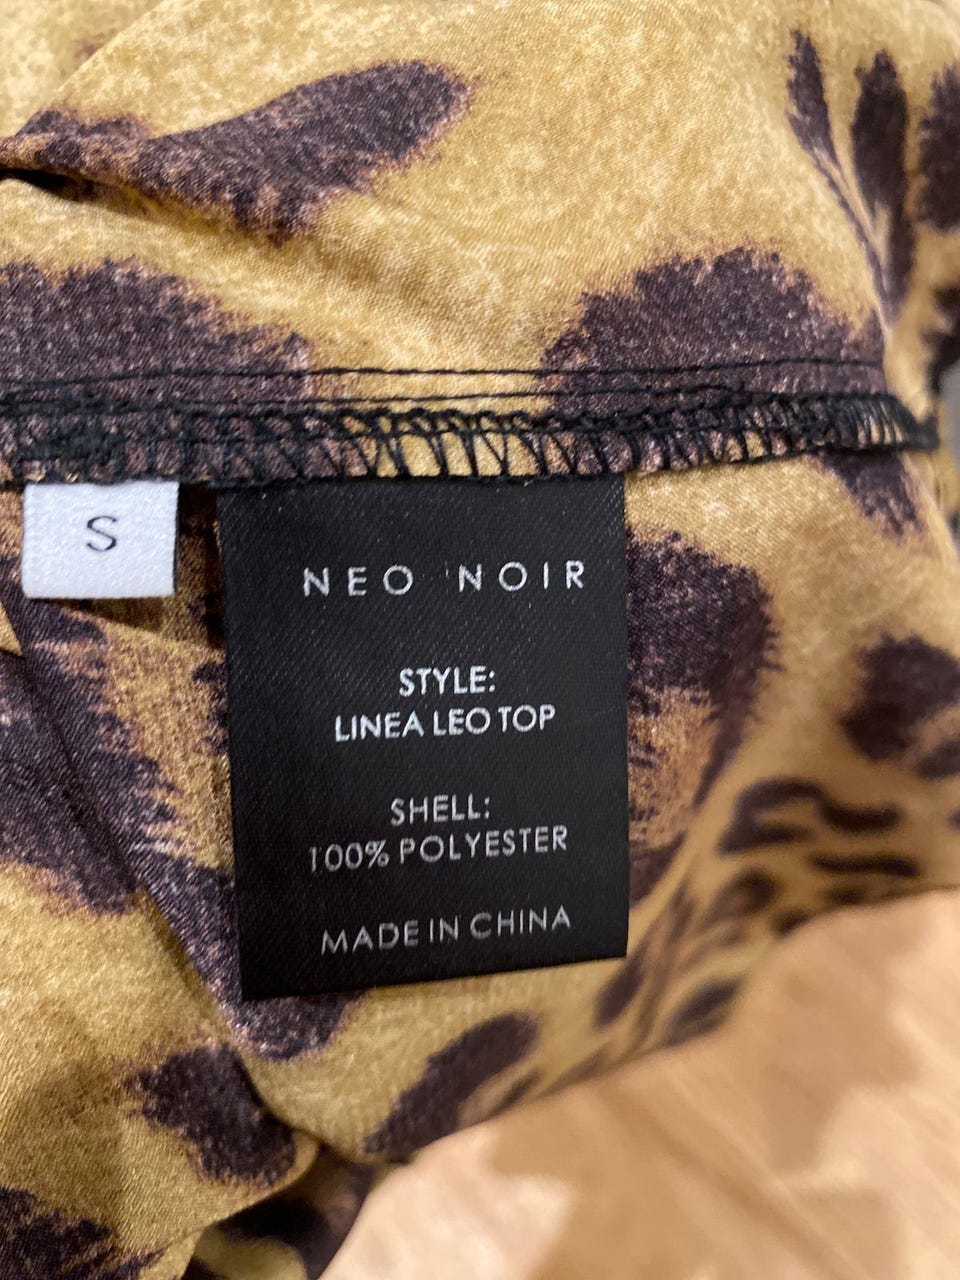 S
NEO NOIR
STYLE:
LINEA LEO TOP
SHELL:
100% POLYESTER
MADE IN CHINA